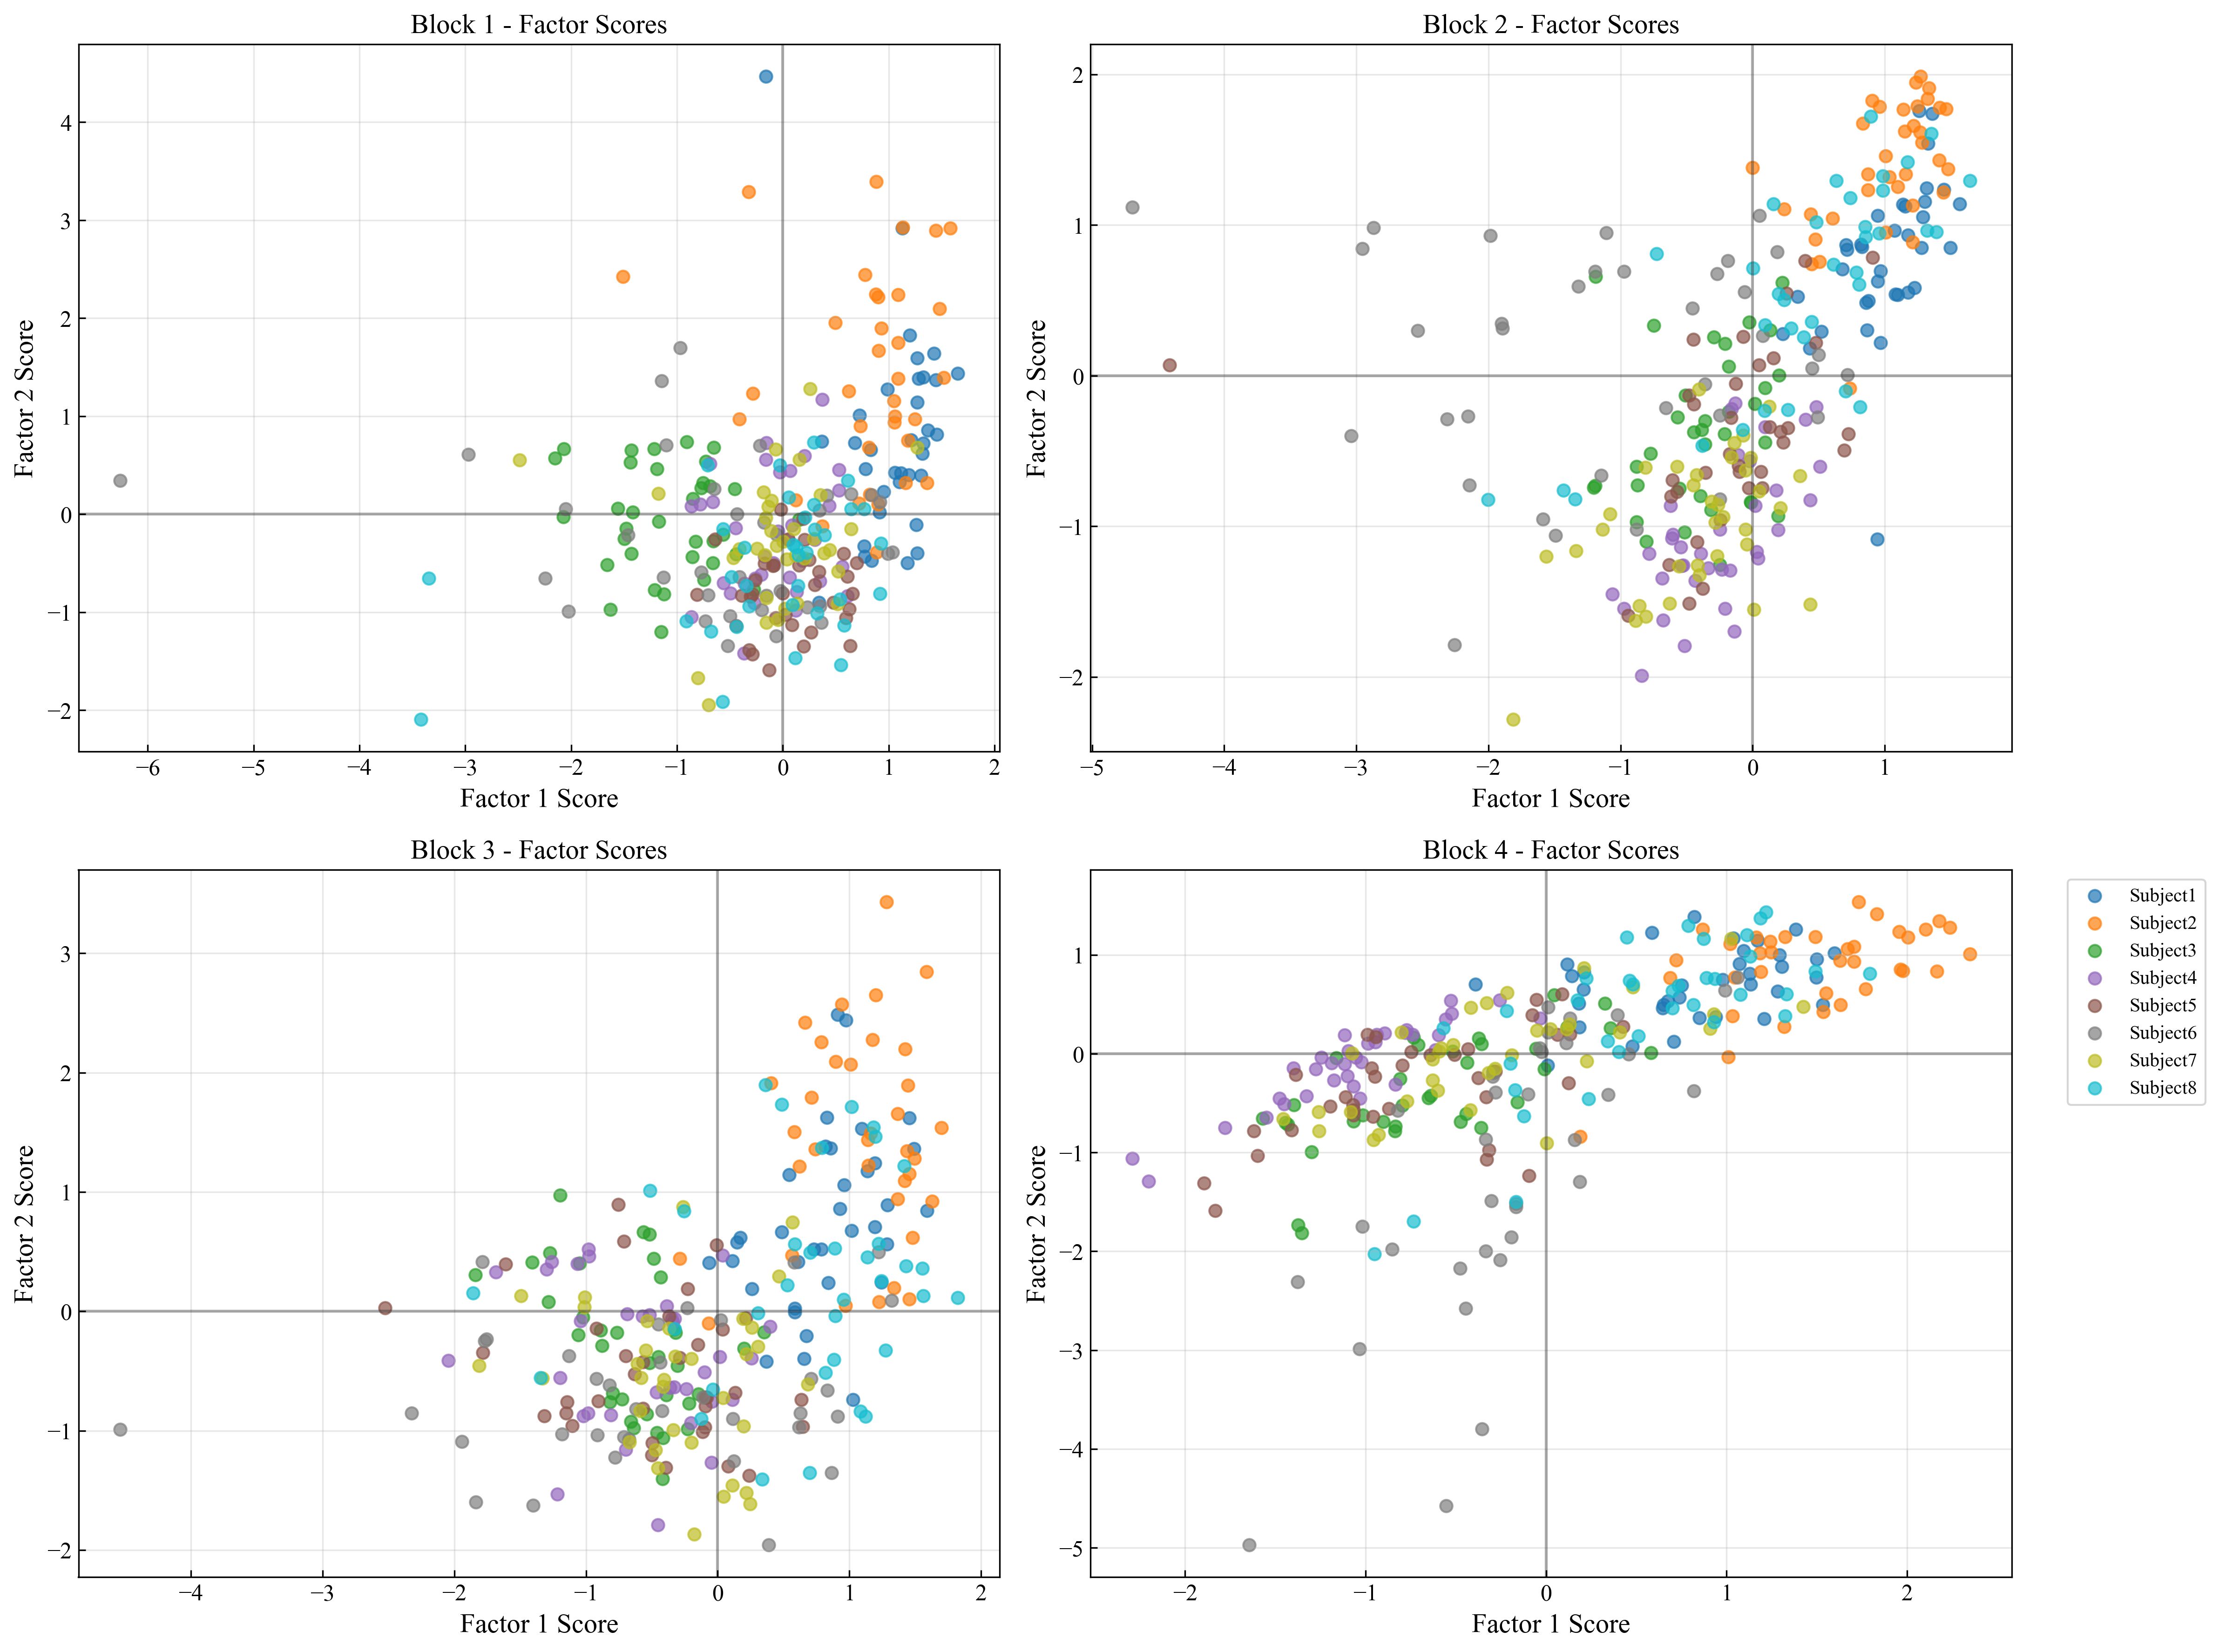 Block 1 - Factor Scores
Factor 2 Score
4
3
2
1
0
−1
−2
−6
−5
−4
−3
−2
−1
0
1
2
Factor 1 Score
Block 2 - Factor Scores
Factor 2 Score
2
1
0
−1
−2
−5
−4
−3
−2
−1
0
1
Factor 1 Score
Block 3 - Factor Scores
Factor 2 Score
3
2
1
0
−1
−2
−4
−3
−2
−1
0
1
2
Factor 1 Score
Block 4 - Factor Scores
Factor 2 Score
1
0
−1
−2
−3
−4
−5
−2
−1
0
1
2
Factor 1 Score
Subject1
Subject2
Subject3
Subject4
Subject5
Subject6
Subject7
Subject8